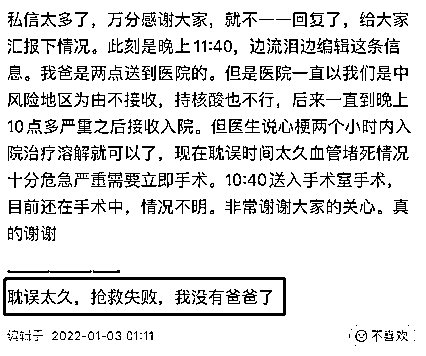 私信太多了，万分感谢大家，就不一一回复了，给大家
汇报下情况。此刻是晚上11:40，边流泪边编辑这条信
息。我爸是两点送到医院的。但是医院一直以我们是中
风险地区为由不接收，持核酸也不行，后来一直到晚上
10点多严重之后接收入院。但医生说心梗两个小时内入
院治疗溶解就可以了，现在耽误时间太久血管堵死情况
十分危急严重需要立即手术。10:40送入手术室手术，
目前还在手术中，情况不明。非常谢谢大家的关心。真
的谢谢
耽误太久，抢救失败，我没有爸爸了
编辑于 2022-01-03 01:11
不喜欢